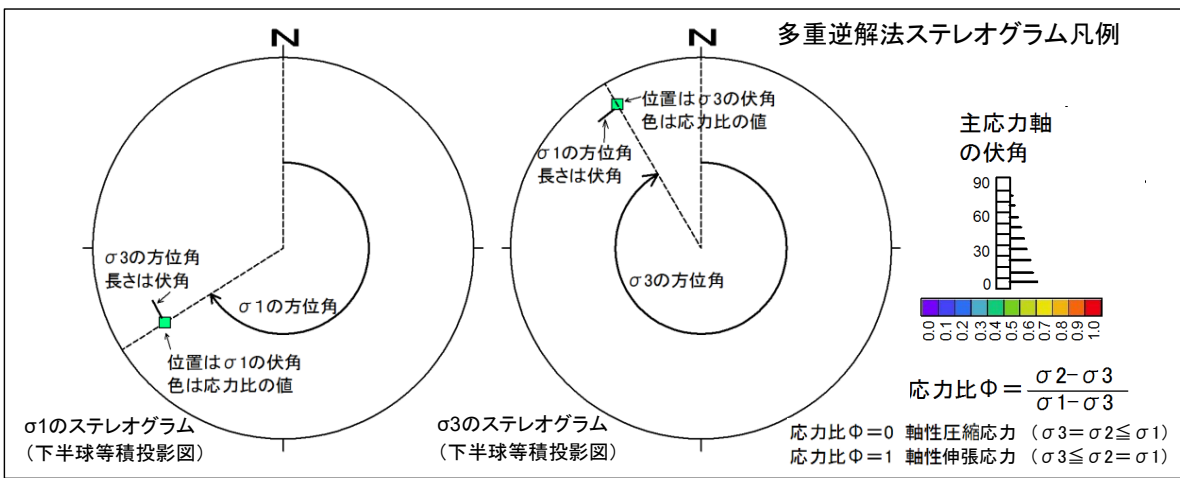 多重逆解法ステレオグラム凡例
N
σ3の方位角
長さは伏角
σ1の方位角
位置はσ1の伏角
色は応力比の値
σ1のステレオグラム
(下半球等積投影図)
N
位置はσ3の伏角
色は応力比の値
σ1の方位角
長さは伏角
σ3の方位角
σ3のステレオグラム
(下半球等積投影図)
主応力軸
の伏角
90
60
30
0
0.0 0.1 0.2 0.3 0.4 0.5 0.6 0.7 0.8 0.9 1.0
応力比Φ=σ2-σ3/σ1-σ3
応力比Φ=0 軸性圧縮応力 (σ3=σ2≦σ1)
応力比Φ=1 軸性伸張応力 (σ3≦σ2=σ1)